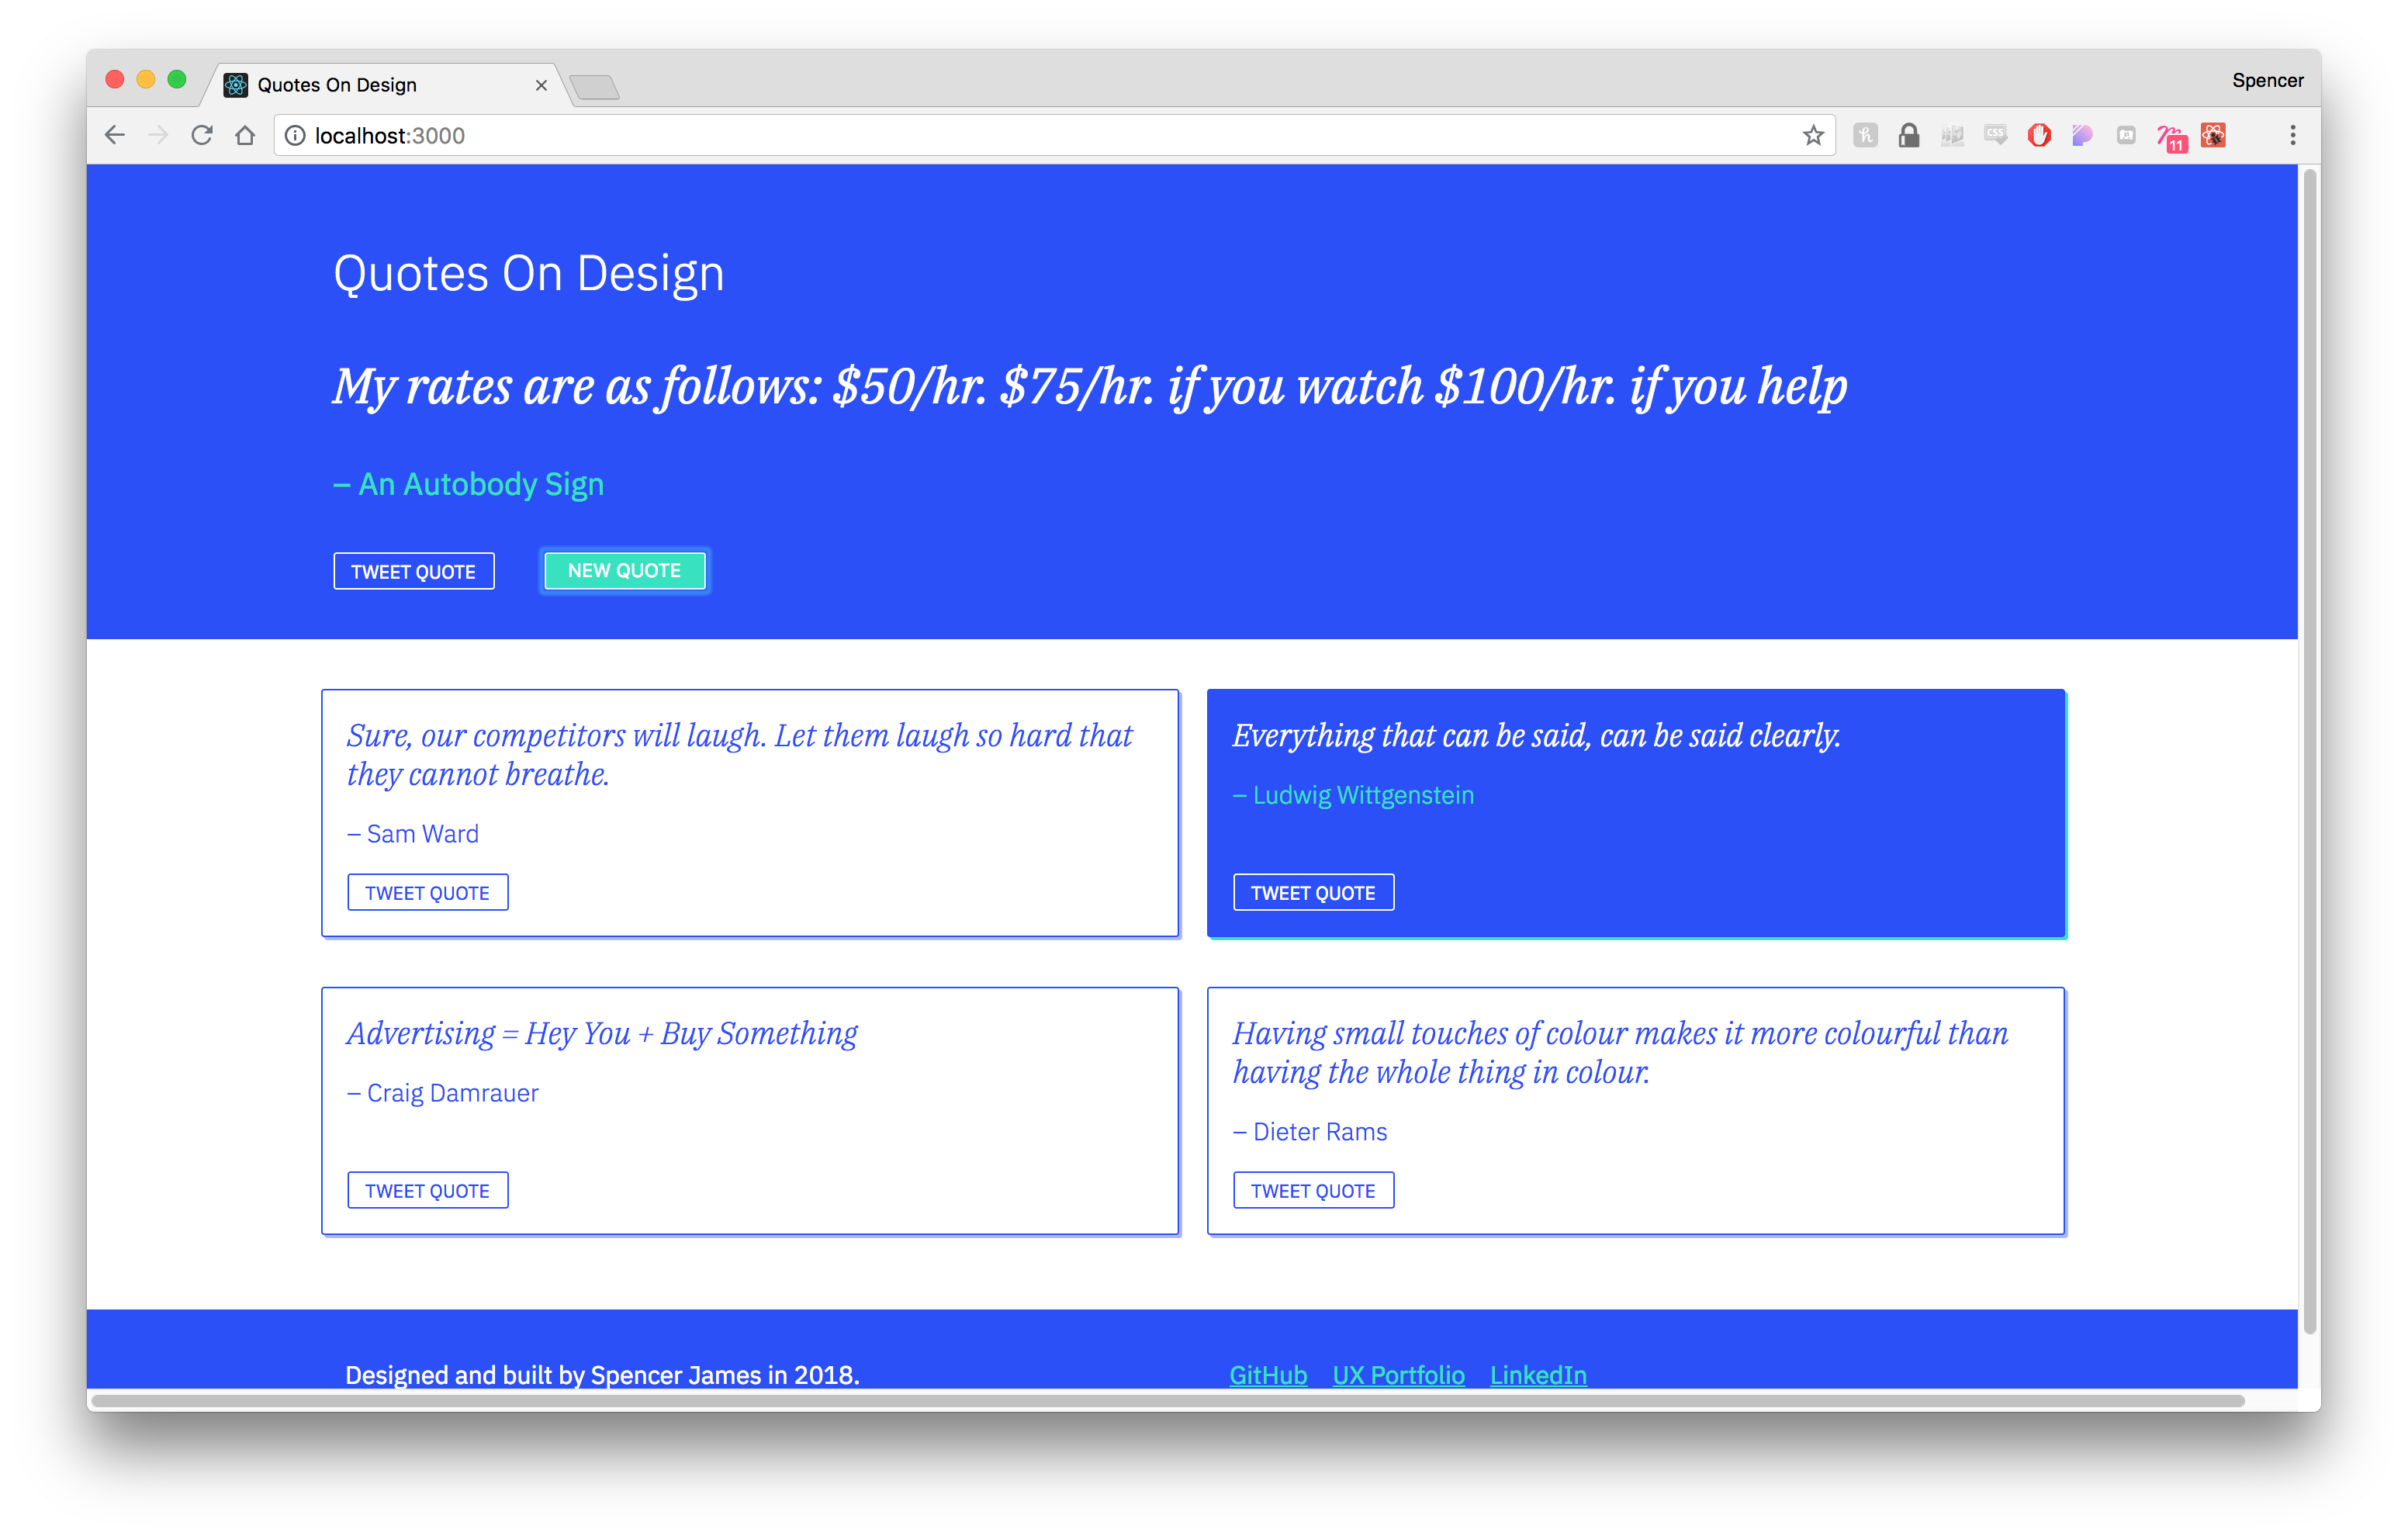 Quotes On Design
Spencer
localhost:3000
CSS
11
Quotes On Design
My rates are as follows: $50/hr. $75/hr. if you watch $100/hr. if you help
– An Autobody Sign
TWEET QUOTE
NEW QUOTE
Sure, our competitors will laugh. Let them laugh so hard that
they cannot breathe.
– Sam Ward
TWEET QUOTE
Everything that can be said, can be said clearly.
– Ludwig Wittgenstein
TWEET QUOTE
Advertising = Hey You + Buy Something
– Craig Damrauer
TWEET QUOTE
Having small touches of colour makes it more colourful than
having the whole thing in colour.
– Dieter Rams
TWEET QUOTE
Designed and built by Spencer James in 2018.
GitHub UX Portfolio LinkedIn